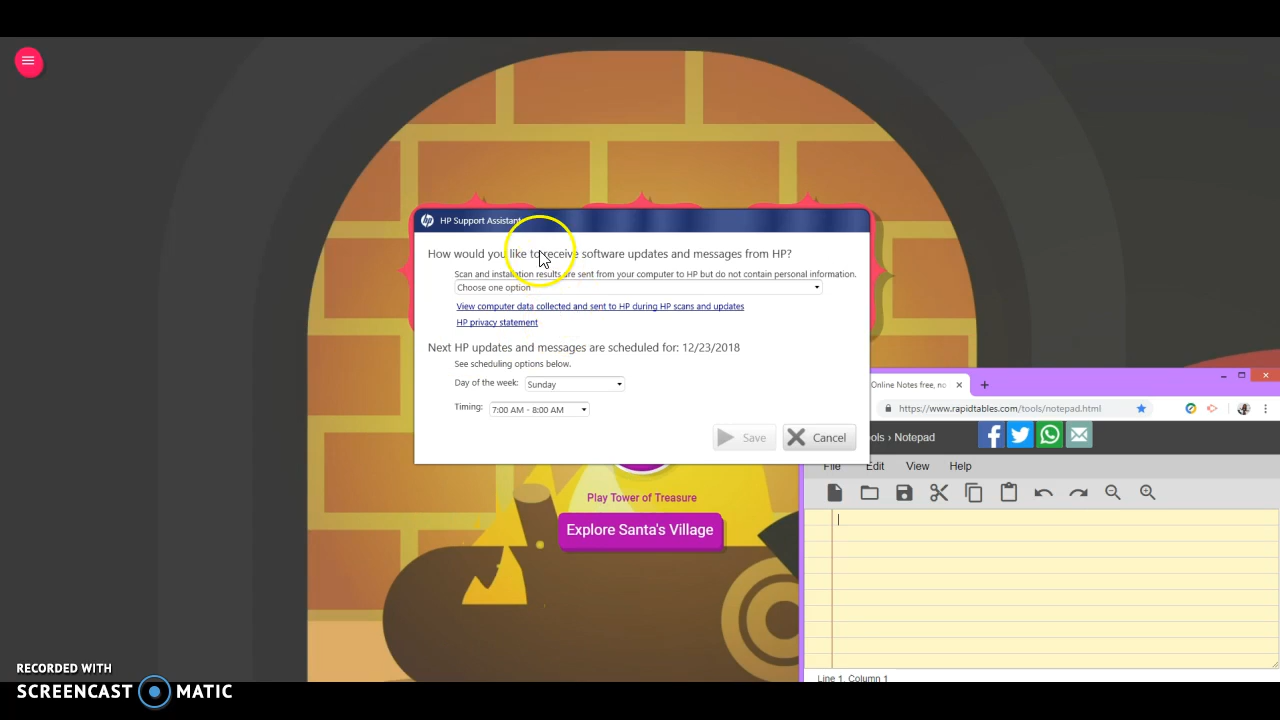 hp HP Support Assistant
How would you like to receive software updates and messages from HP?
Scan and installation results are sent from your computer to HP but do not contain personal information.
Choose one option
View computer data collected and sent to HP during HP scans and updates
HP privacy statement
Next HP updates and messages are scheduled for: 12/23/2018
See scheduling options below.
Day of the week: Sunday
Timing: 7:00 AM - 8:00 AM
Save Cancel
Play Tower of Treasure
Explore Santa's Village
Online Notes free, no
https://www.rapidtables.com/tools/notepad.html
ols › Notepad
File Edit View Help
Line 1, Column 1
RECORDED WITH
SCREENCAST MATIC